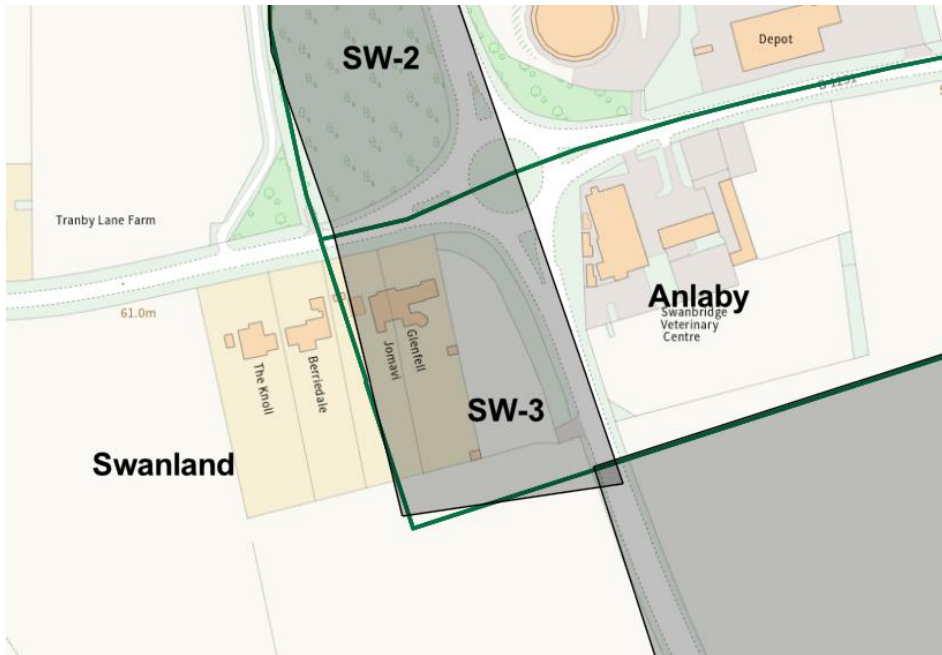 SW-2
Depot
B 1231
Tranby Lane Farm
61.0m
Anlaby
Swanbridge
Veterinary
Centre
The Knoll
Berriedale
Jomavi
Glenfell
SW-3
Swanland